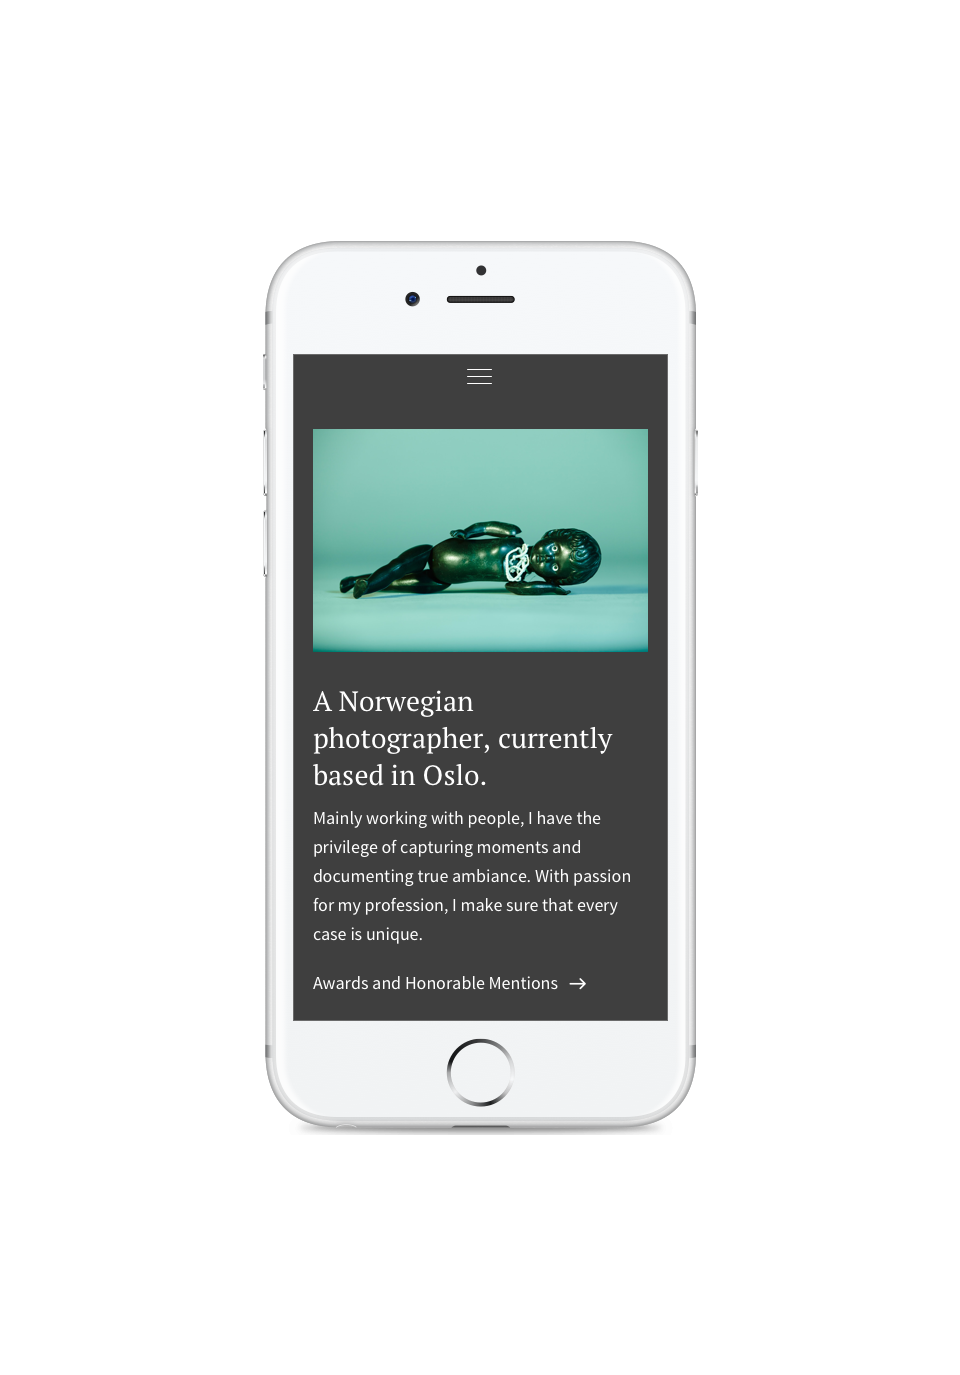 A Norwegian
photographer, currently
based in Oslo.
Mainly working with people, I have the
privilege of capturing moments and
documenting true ambiance. With passion
for my profession, I make sure that every
case is unique.
Awards and Honorable Mentions →